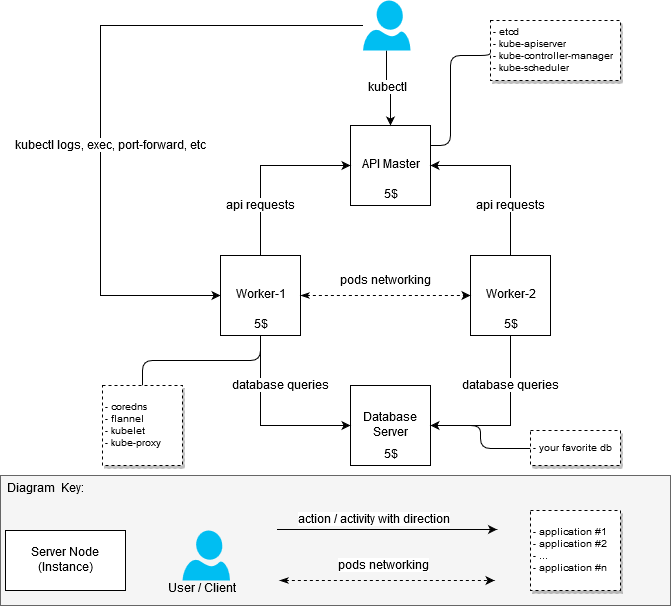 - etcd
- kube-apiserver
- kube-controller-manager
- kube-scheduler
kubectl
kubectl logs, exec, port-forward, etc
API Master
5$
api requests
api requests
Worker-1
5$
pods networking
Worker-2
5$
database queries
database queries
- coredns
- flannel
- kubelet
- kube-proxy
Database
Server
5$
- your favorite db
Diagram Key:
Server Node
(Instance)
User / Client
action / activity with direction
pods networking
- application #1
- application #2
- ...
- application #n